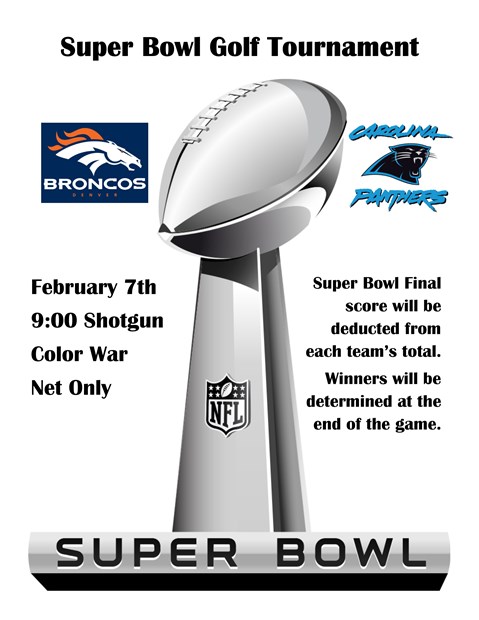 Super Bowl Golf Tournament
BRONCOS
DENVER
CAROLINA
PANTHERS
February 7th
9:00 Shotgun
Color War
Net Only
Super Bowl Final
score will be
deducted from
each team's total.
Winners will be
determined at the
end of the game.
NFL
SUPER BOWL